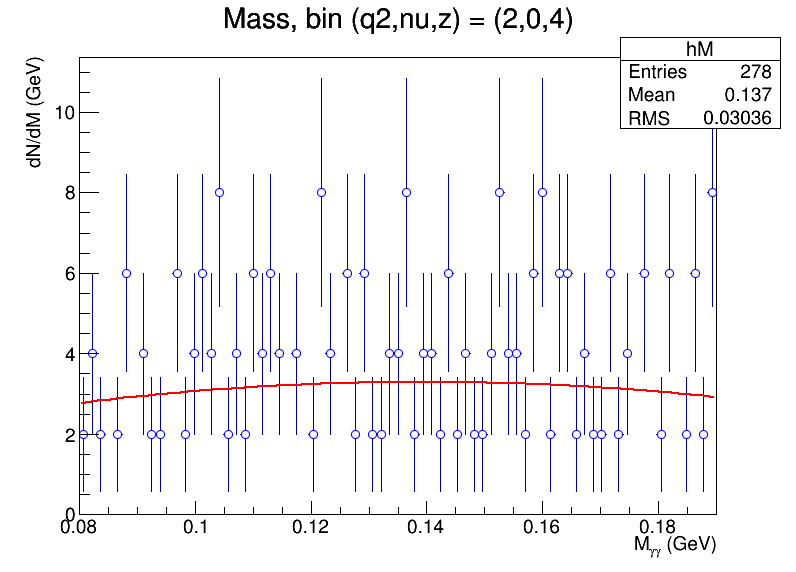 Mass, bin (q2,nu,z) = (2,0,4)
hM
Entries 278
Mean 0.137
RMS 0.03036
dN/dM (GeV)
10
8
6
4
2
0
0.08 0.1 0.12 0.14 0.16 0.18
Mγγ (GeV)